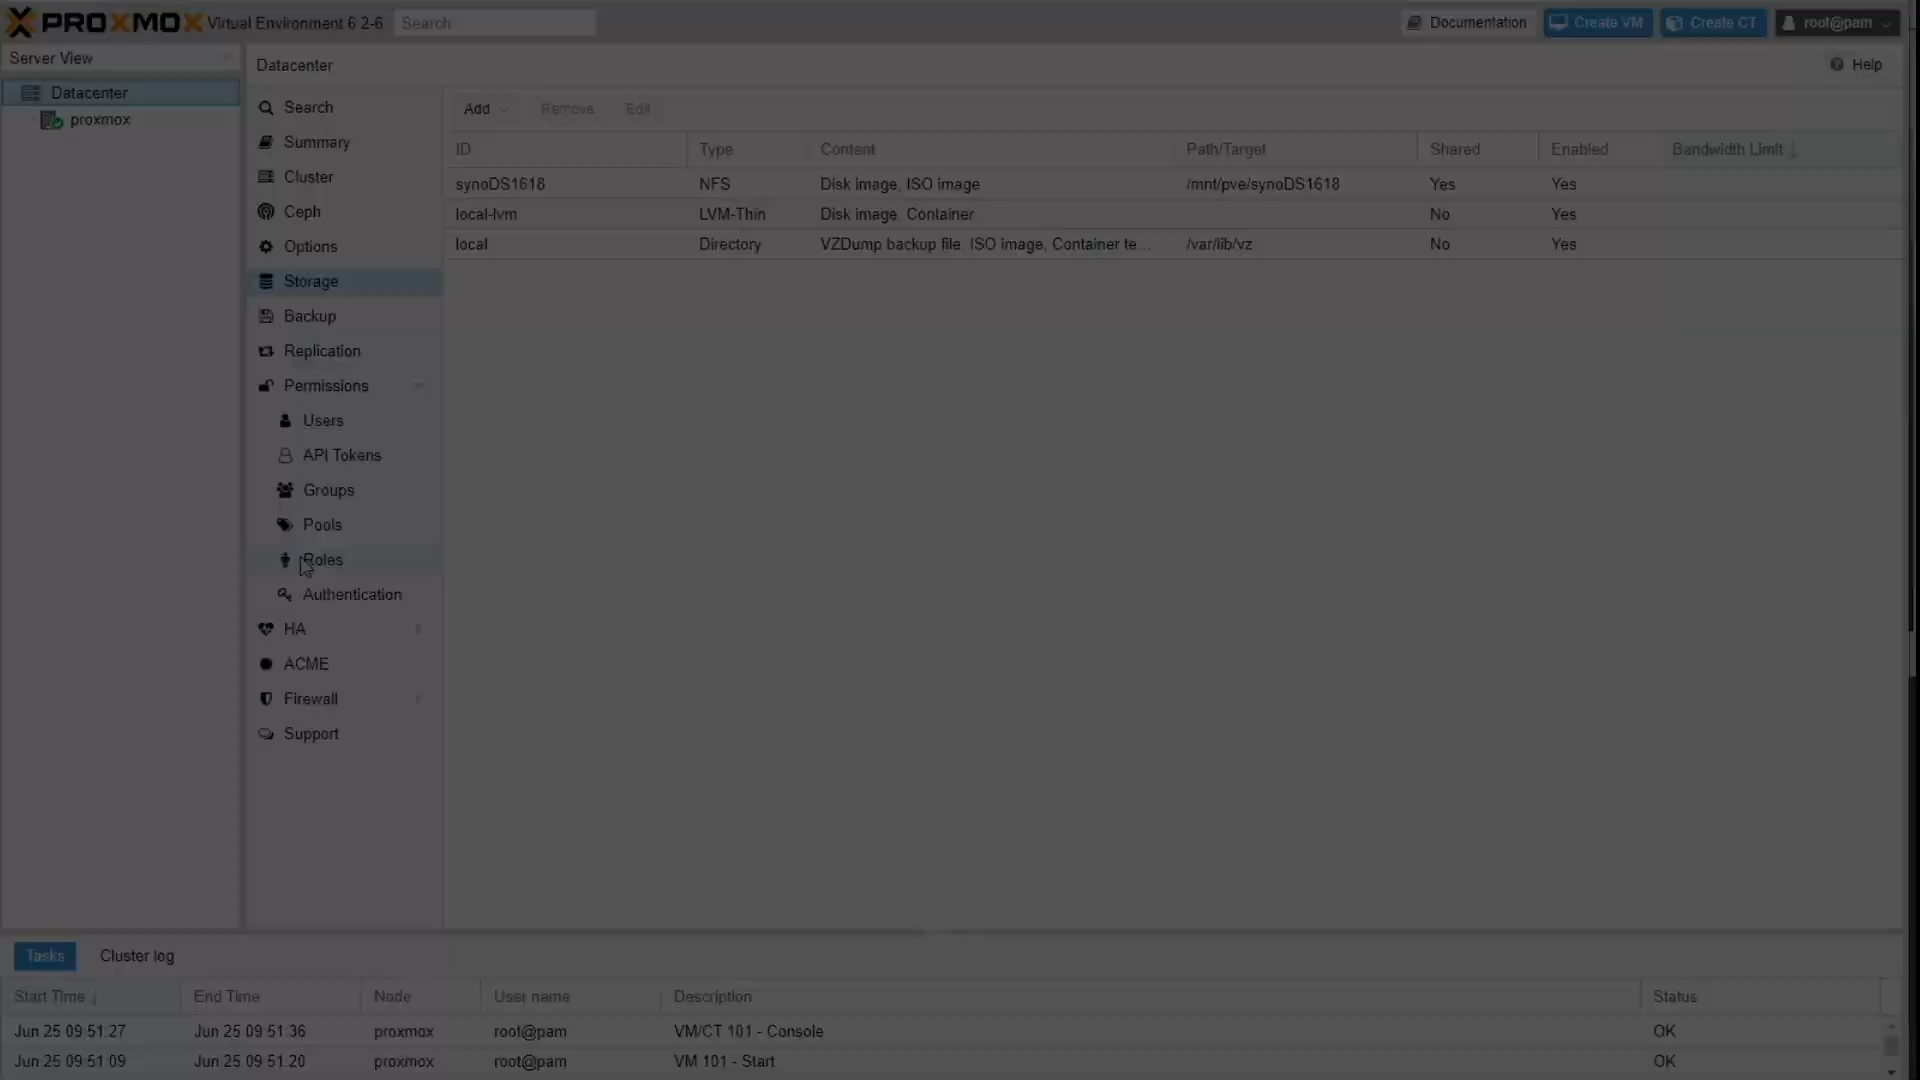 PROXMOX Virtual Environment 6.2-6 Search Documentation Create VM Create CT root@pam
Server View
Datacenter
proxmox
Datacenter Help
Search
Summary
Cluster
Ceph
Options
Storage
Backup
Replication
Permissions
Users
API Tokens
Groups
Pools
Roles
Authentication
HA
ACME
Firewall
Support
Add Remove Edit
ID Type Content Path/Target Shared Enabled Bandwidth Limit
synoDS1618 NFS Disk image, ISO image /mnt/pve/synoDS1618 Yes Yes
local-lvm LVM-Thin Disk image, Container No Yes
local Directory VZDump backup file, ISO image, Container te... /var/lib/vz No Yes
Tasks Cluster log
Start Time End Time Node User name Description Status
Jun 25 09:51:27 Jun 25 09:51:36 proxmox root@pam VM/CT 101 - Console OK
Jun 25 09:51:09 Jun 25 09:51:20 proxmox root@pam VM 101 - Start OK